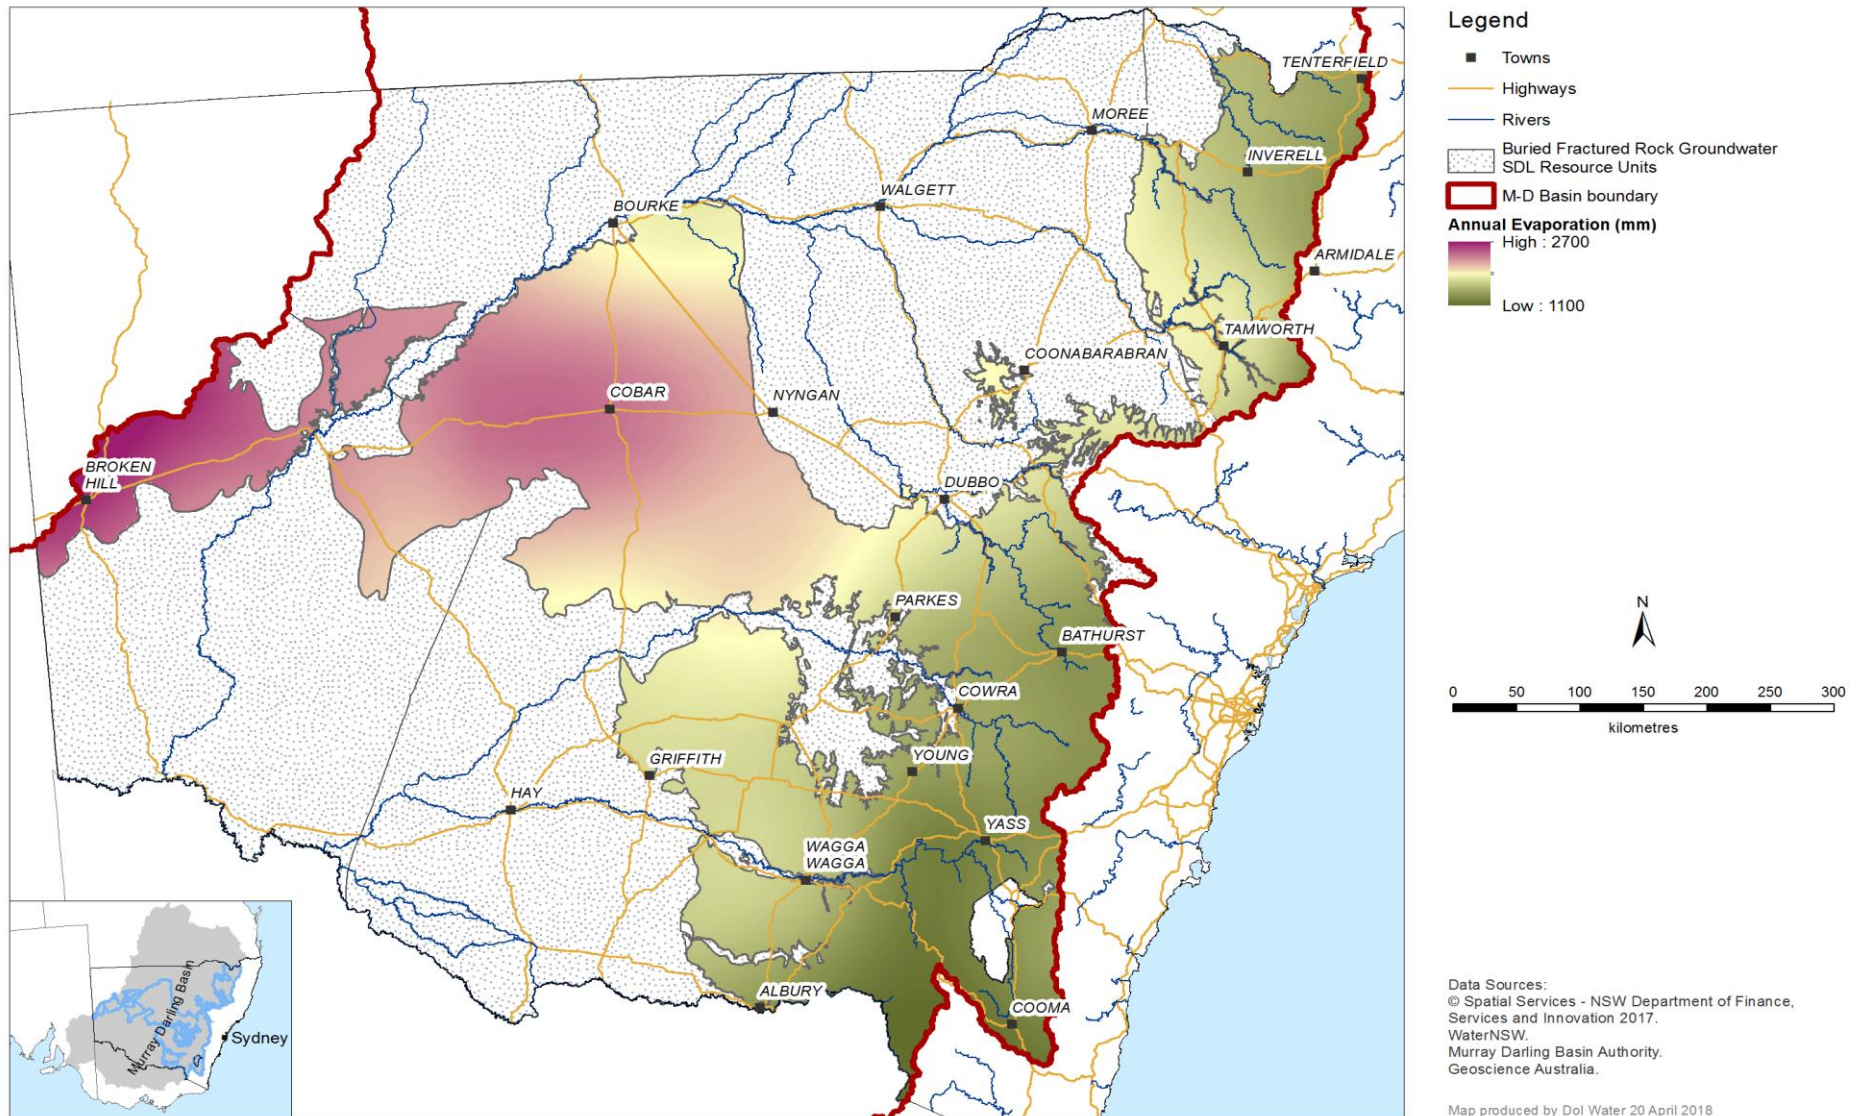 TENTERFIELD
MOREE
INVERELL
WALGETT
BOURKE
ARMIDALE
TAMWORTH
COONABARABRAN
COBAR
NYNGAN
BROKEN
HILL
DUBBO
PARKES
BATHURST
COWRA
YOUNG
GRIFFITH
HAY
YASS
WAGGA
WAGGA
ALBURY
COOMA
Murray Darling Basin
Sydney
Legend
Towns
Highways
Rivers
Buried Fractured Rock Groundwater
SDL Resource Units
M-D Basin boundary
Annual Evaporation (mm)
High : 2700
Low : 1100
N
0 50 100 150 200 250 300
kilometres
Data Sources:
© Spatial Services - NSW Department of Finance,
Services and Innovation 2017.
WaterNSW.
Murray Darling Basin Authority.
Geoscience Australia.
Map produced by DoI Water 20 April 2018